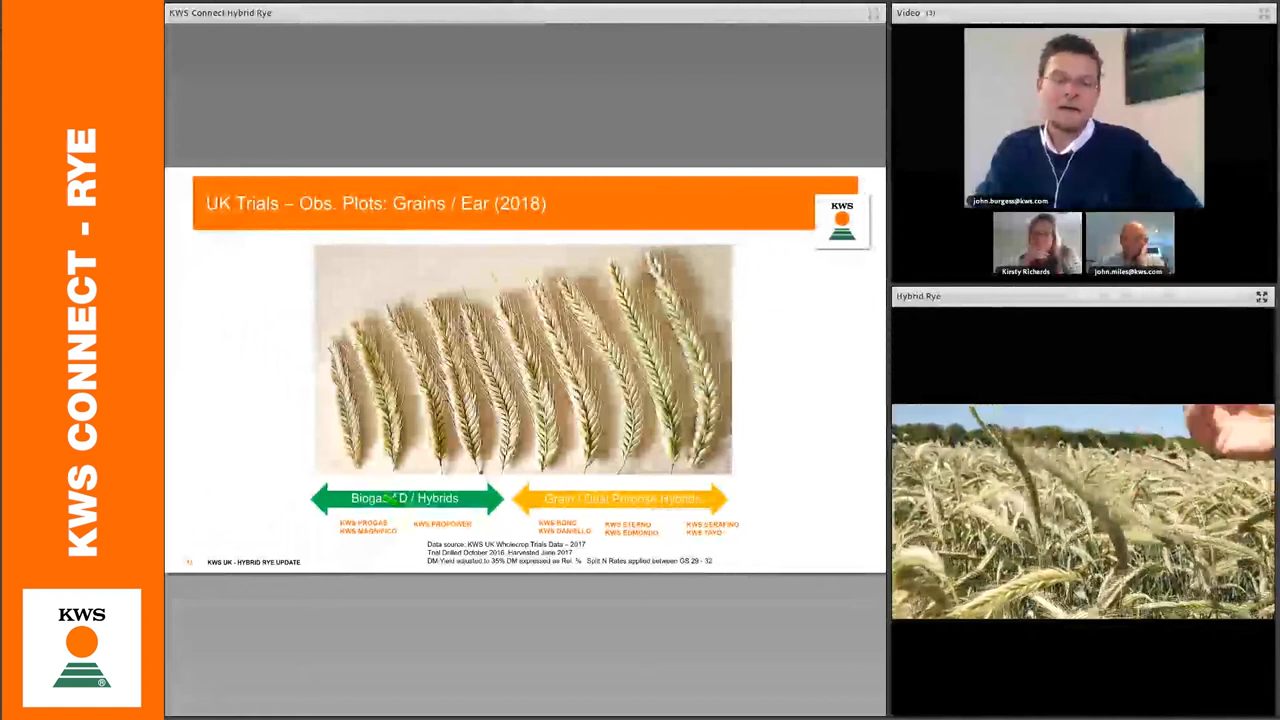 KWS CONNECT - RYE
KWS
®
KWS Connect Hybrid Rye
UK Trials – Obs. Plots: Grains / Ear (2018)
KWS
Grain / Dual Purpose Hybrids
KWS PROGAS
KWS MAGNIFICO
KWS PROPOWER
KWS BONO
KWS DANIELLO
KWS ETERNO
KWS EDMONDO
KWS SERAFINO
KWS TAYO
Data source: KWS UK Wholecrop Trials Data – 2017
Trial Drilled October 2016. Harvested June 2017
DM Yield adjusted to 35% DM expressed as Rel. % Split N Rates applied between GS 29 - 32
KWS UK - HYBRID RYE UPDATE
Video (3)
john.burgess@kws.com
Kirsty Richards
john.miles@kws.com
Hybrid Rye